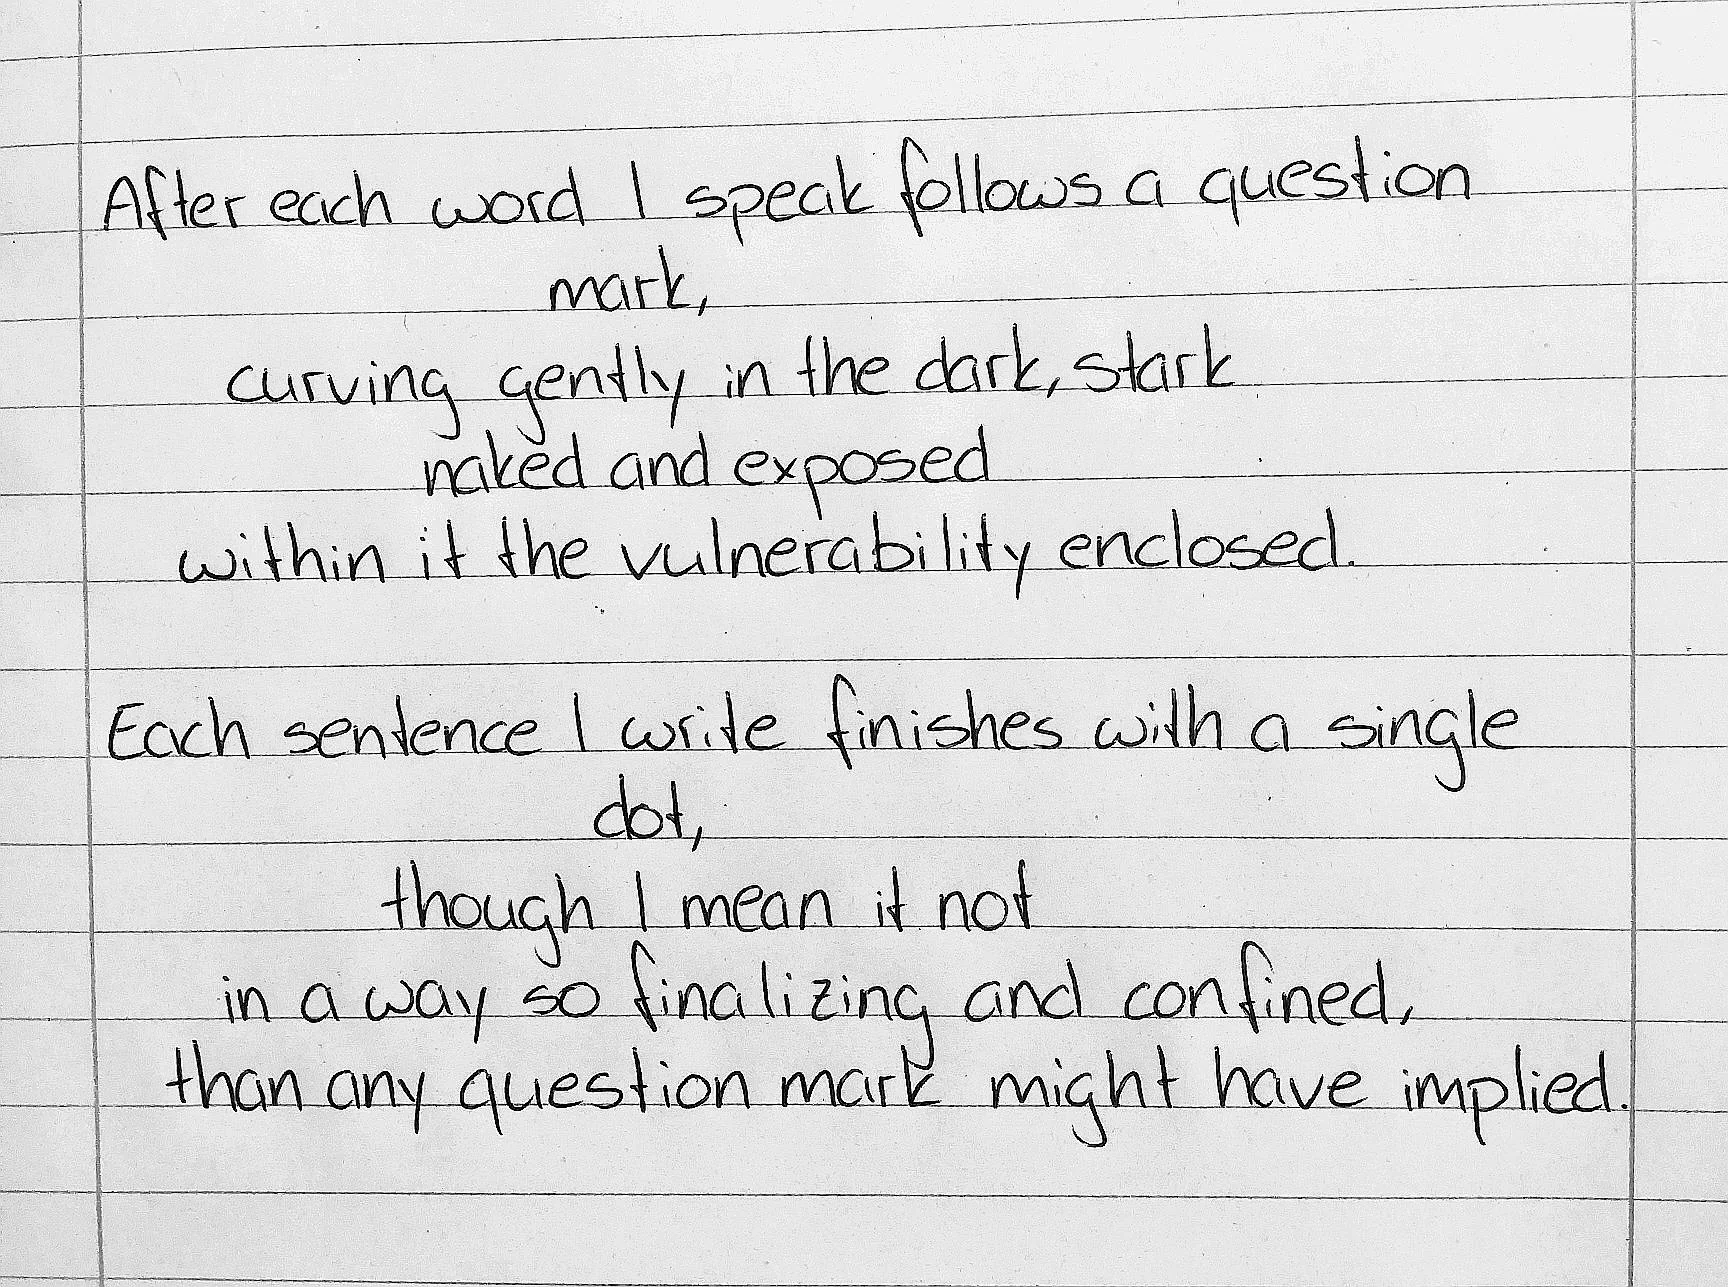 After each word I speak follows a question
mark,
curving gently in the dark, stark
naked and exposed
within it the vulnerability enclosed.
Each sentence I write finishes with a single
dot,
though I mean it not
in a way so finalizing and confined,
than any question mark might have implied.